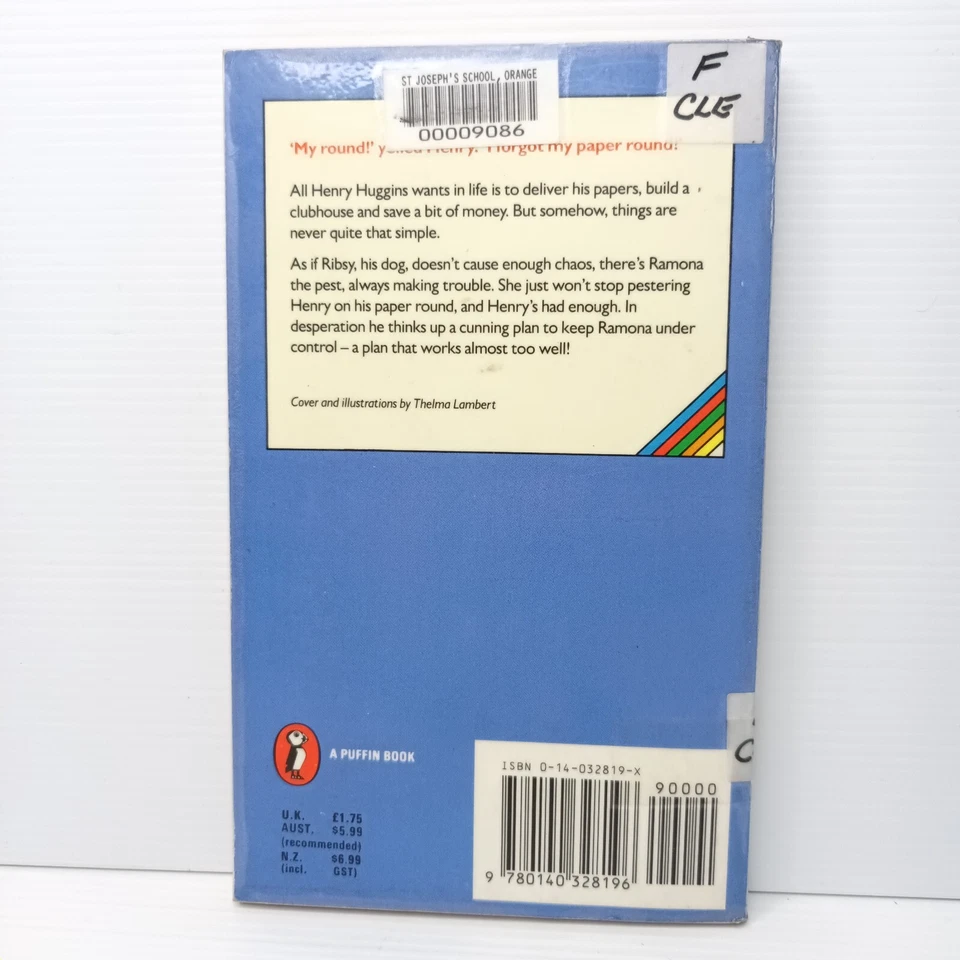 ST JOSEPH'S SCHOOL, ORANGE
00009086
F
CLE
'My round!' yelled Henry. 'I forgot my paper round!'
All Henry Huggins wants in life is to deliver his papers, build a
clubhouse and save a bit of money. But somehow, things are
never quite that simple.
As if Ribsy, his dog, doesn't cause enough chaos, there's Ramona
the pest, always making trouble. She just won't stop pestering
Henry on his paper round, and Henry's had enough. In
desperation he thinks up a cunning plan to keep Ramona under
control – a plan that works almost too well!
Cover and illustrations by Thelma Lambert
A PUFFIN BOOK
U.K. £1.75
AUST. $5.99
(recommended)
N.Z. $6.99
(incl. GST)
C
ISBN 0-14-032819-X
90000
9 780140 328196